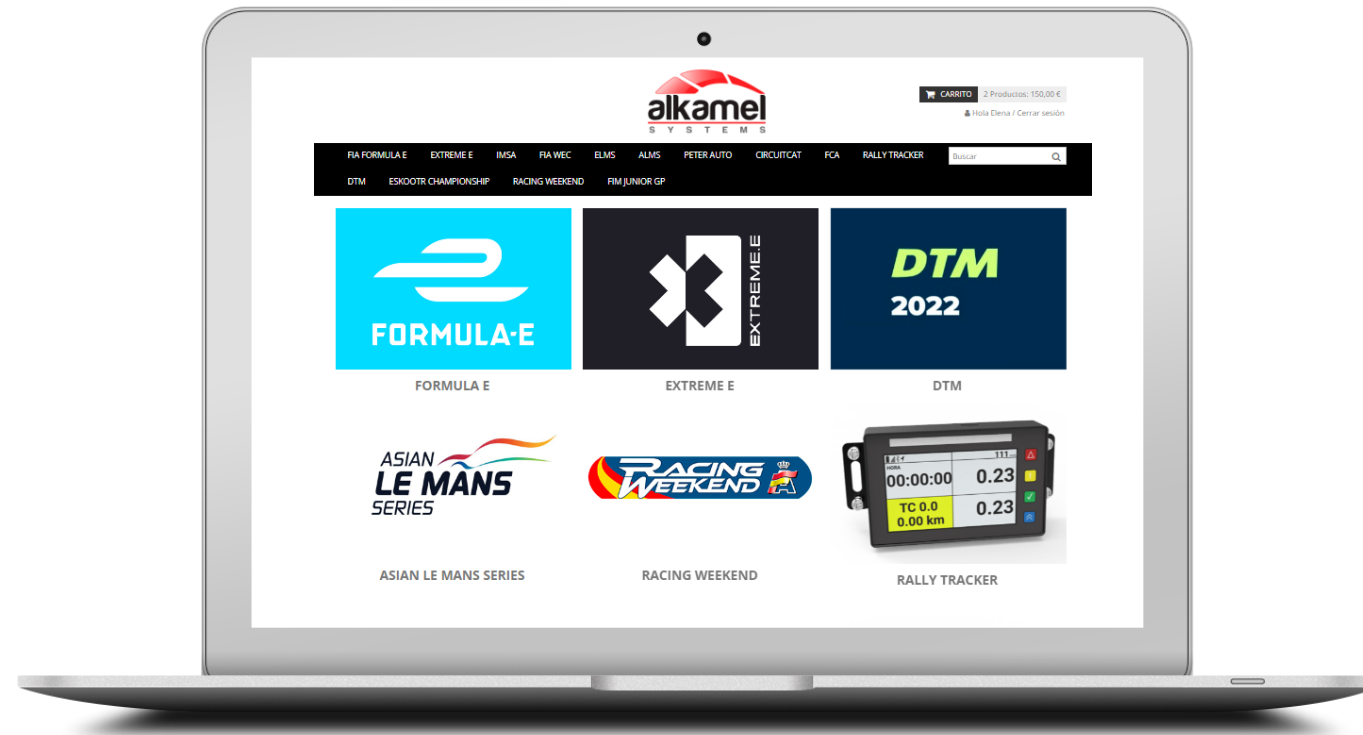 alkamel
SYSTEMS
CARRITO 2 Productos: 150,00 €
Hola Elena / Cerrar sesión
FIA FORMULA E EXTREME E IMSA FIA WEC ELMS ALMS PETER AUTO CIRCUITCAT FCA RALLY TRACKER Buscar
DTM ESKOOTR CHAMPIONSHIP RACING WEEKEND FIM JUNIOR GP
FORMULA-E
EXTREME.E
DTM
2022
FORMULA E EXTREME E DTM
ASIAN
LE MANS
SERIES
RACING
WEEKEND
111
HORA
00:00:00 0.23
TC 0.0 0.23
0.00 km
ASIAN LE MANS SERIES RACING WEEKEND RALLY TRACKER